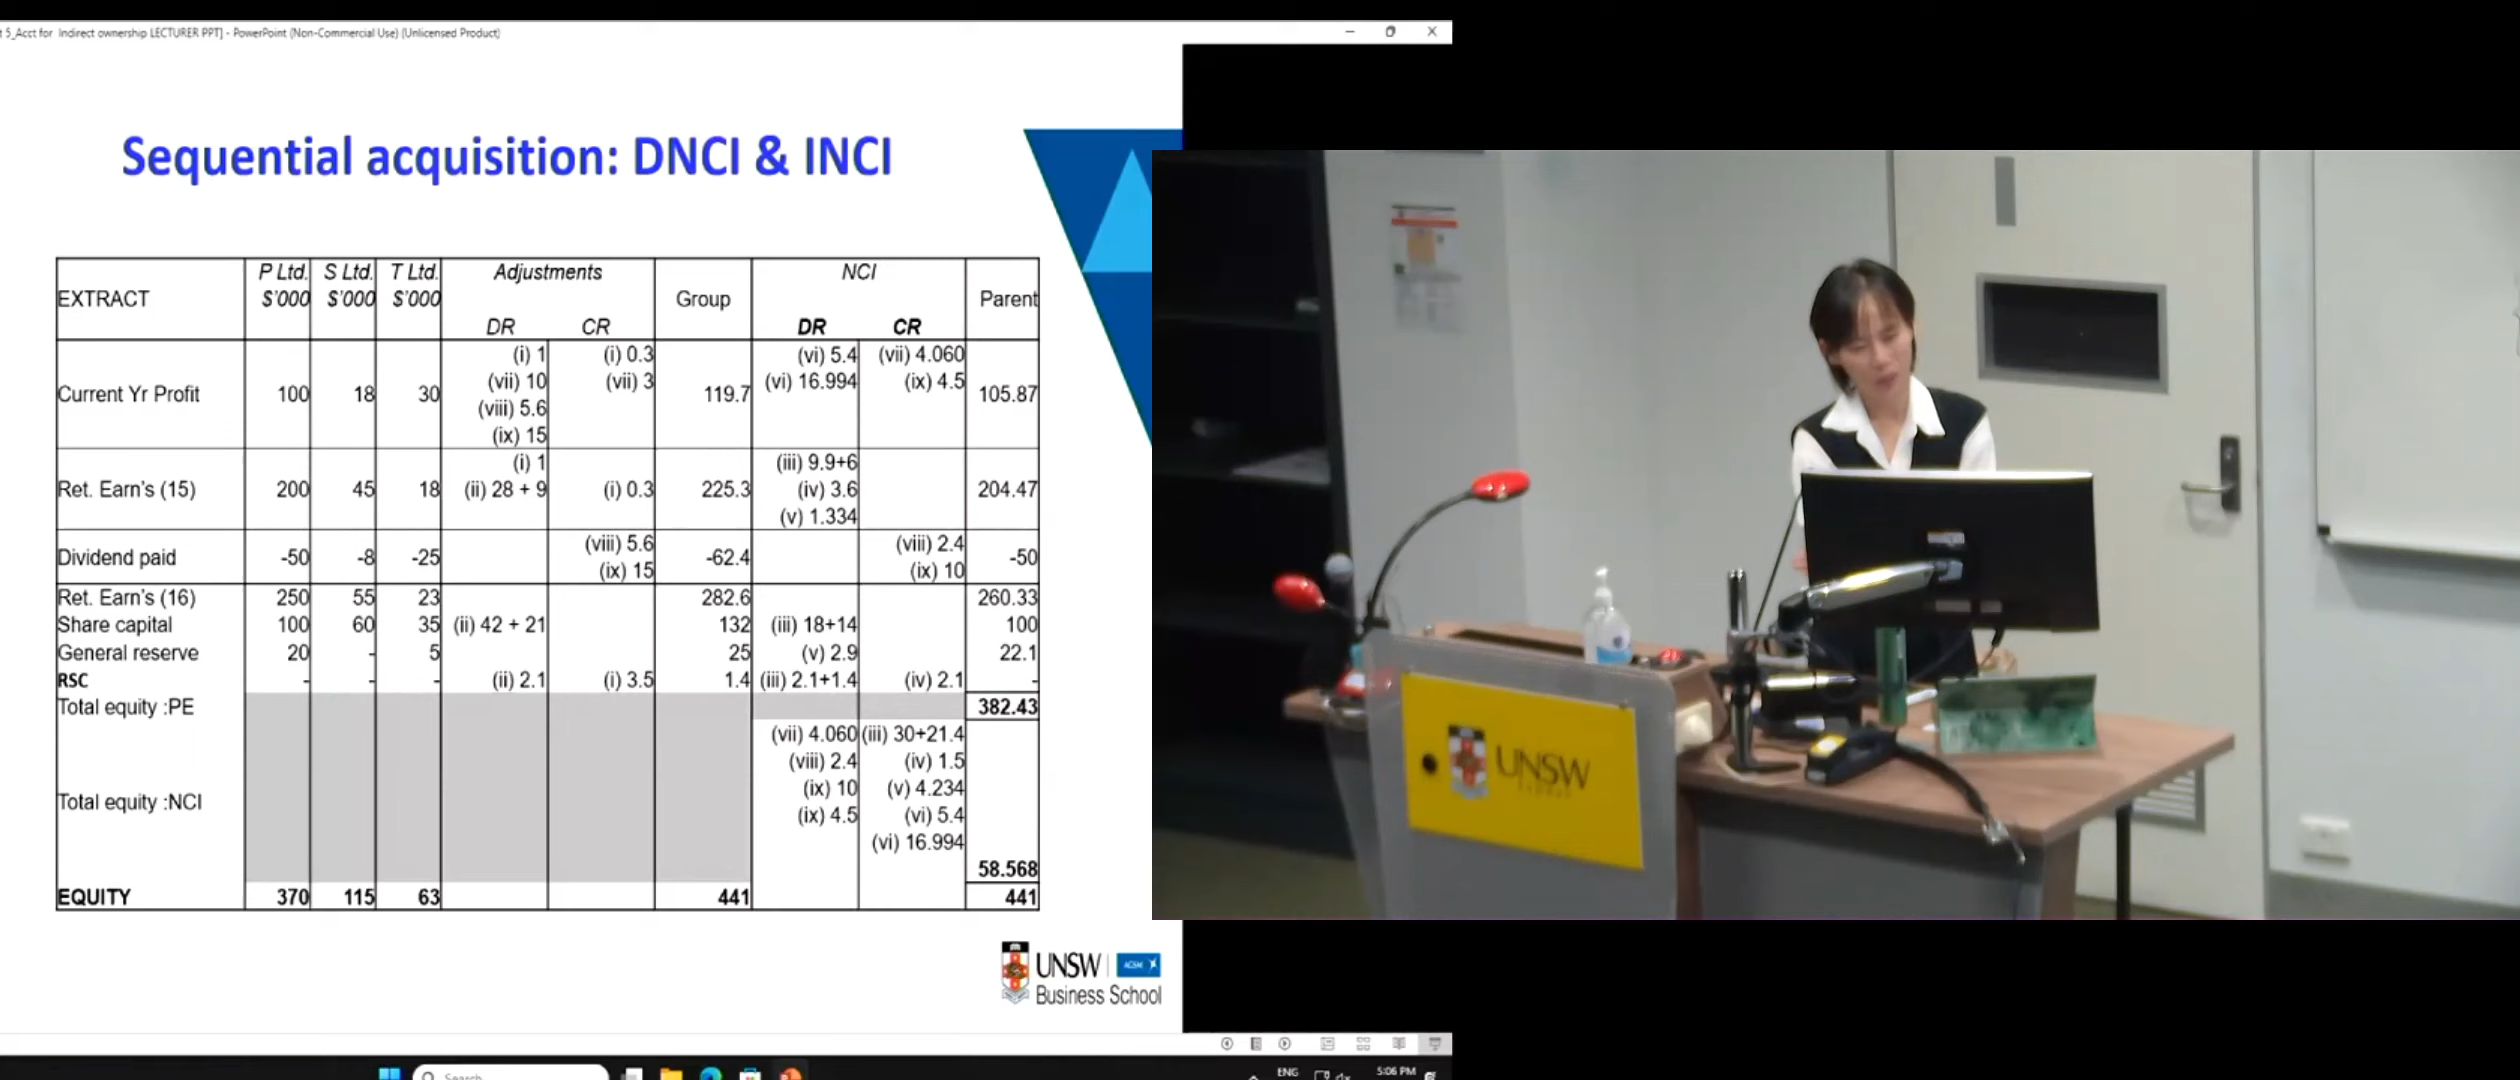 t 5_Acct for Indirect ownership LECTURER PPT] - PowerPoint (Non-Commercial Use) (Unlicensed Product)
Sequential acquisition: DNCI & INCI
EXTRACT P Ltd. $'000 S Ltd. $'000 T Ltd. $'000 Adjustments DR CR Group NCI DR CR Parent
Current Yr Profit 100 18 30 (i) 1 (vii) 10 (viii) 5.6 (ix) 15 (i) 0.3 (vii) 3 119.7 (vi) 5.4 (vi) 16.994 (vii) 4.060 (ix) 4.5 105.87
Ret. Earn's (15) 200 45 18 (i) 1 (ii) 28 + 9 (i) 0.3 225.3 (iii) 9.9+6 (iv) 3.6 (v) 1.334 204.47
Dividend paid -50 -8 -25 (viii) 5.6 (ix) 15 -62.4 (viii) 2.4 (ix) 10 -50
Ret. Earn's (16) 250 55 23 282.6 260.33
Share capital 100 60 35 (ii) 42 + 21 132 (iii) 18+14 100
General reserve 20 - 5 25 (v) 2.9 22.1
RSC - - - (ii) 2.1 (i) 3.5 1.4 (iii) 2.1+1.4 (iv) 2.1 -
Total equity :PE 382.43
Total equity :NCI (vii) 4.060 (viii) 2.4 (ix) 10 (ix) 4.5 (iii) 30+21.4 (iv) 1.5 (v) 4.234 (vi) 5.4 (vi) 16.994 58.568
EQUITY 370 115 63 441 441
UNSW
AGSM
Business School
Search
ENG
5:06 PM
UNSW